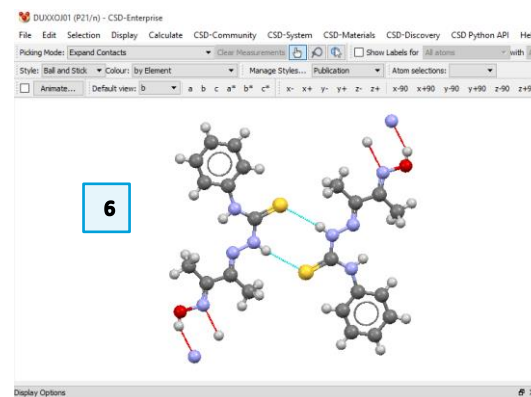 DUXXOJ01 (P21/n) - CSD-Enterprise
File Edit Selection Display Calculate CSD-Community CSD-System CSD-Materials CSD-Discovery CSD Python API He
Picking Mode: Expand Contacts Clear Measurements Show Labels for All atoms with
Style: Ball and Stick Colour: by Element Manage Styles... Publication Atom selections:
Animate... Default view: b a b c a* b* c* x- x+ y- y+ z- z+ x-90 x+90 y-90 y+90 z-90 z+9
6
Display Options